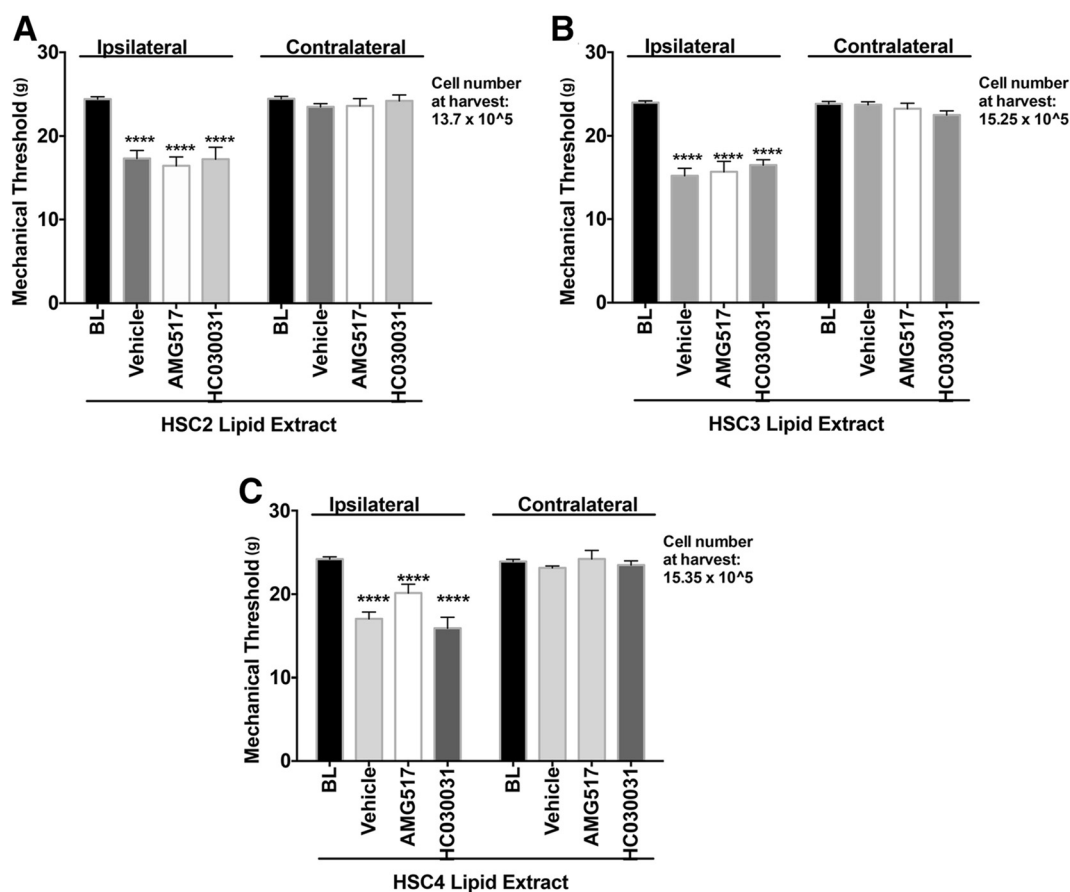 A
Ipsilateral
Contralateral
Cell number
at harvest:
13.7 x 10^5
Mechanical Threshold (g)
30
20
10
0
****
****
****
BL
Vehicle
AMG517
HC030031
BL
Vehicle
AMG517
HC030031
HSC2 Lipid Extract
B
Ipsilateral
Contralateral
Cell number
at harvest:
15.25 x 10^5
Mechanical Threshold (g)
30
20
10
0
****
****
****
BL
Vehicle
AMG517
HC030031
BL
Vehicle
AMG517
HC030031
HSC3 Lipid Extract
C
Ipsilateral
Contralateral
Cell number
at harvest:
15.35 x 10^5
Mechanical Threshold (g)
30
20
10
0
****
****
****
BL
Vehicle
AMG517
HC030031
BL
Vehicle
AMG517
HC030031
HSC4 Lipid Extract